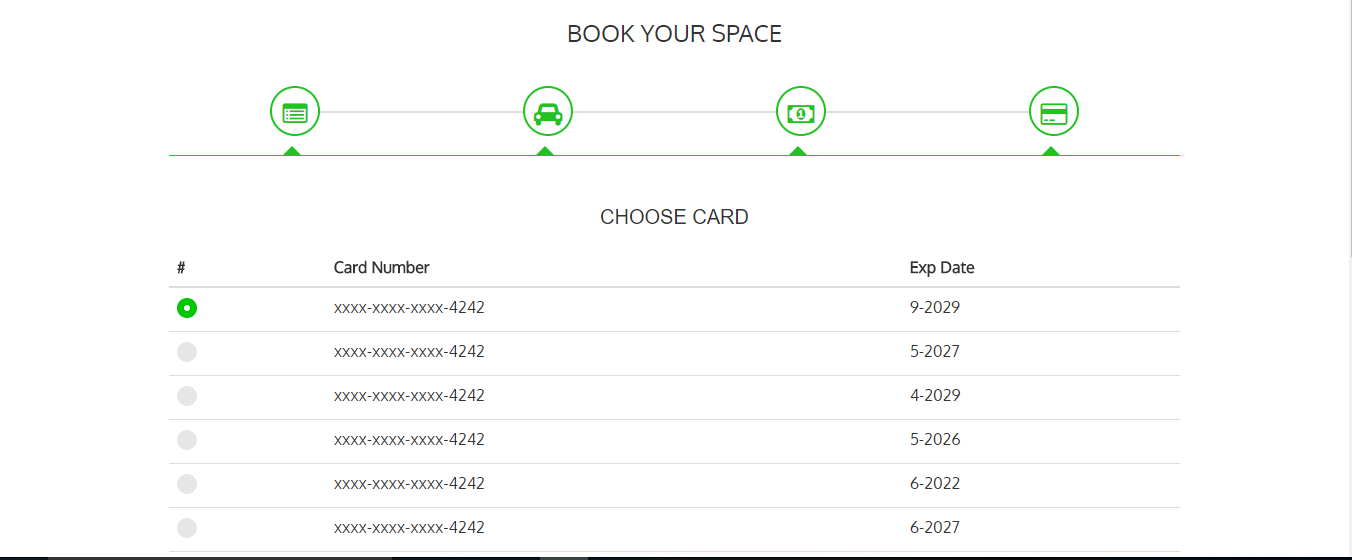 BOOK YOUR SPACE
CHOOSE CARD
# Card Number Exp Date
xxxx-xxxx-xxxx-4242 9-2029
xxxx-xxxx-xxxx-4242 5-2027
xxxx-xxxx-xxxx-4242 4-2029
xxxx-xxxx-xxxx-4242 5-2026
xxxx-xxxx-xxxx-4242 6-2022
xxxx-xxxx-xxxx-4242 6-2027